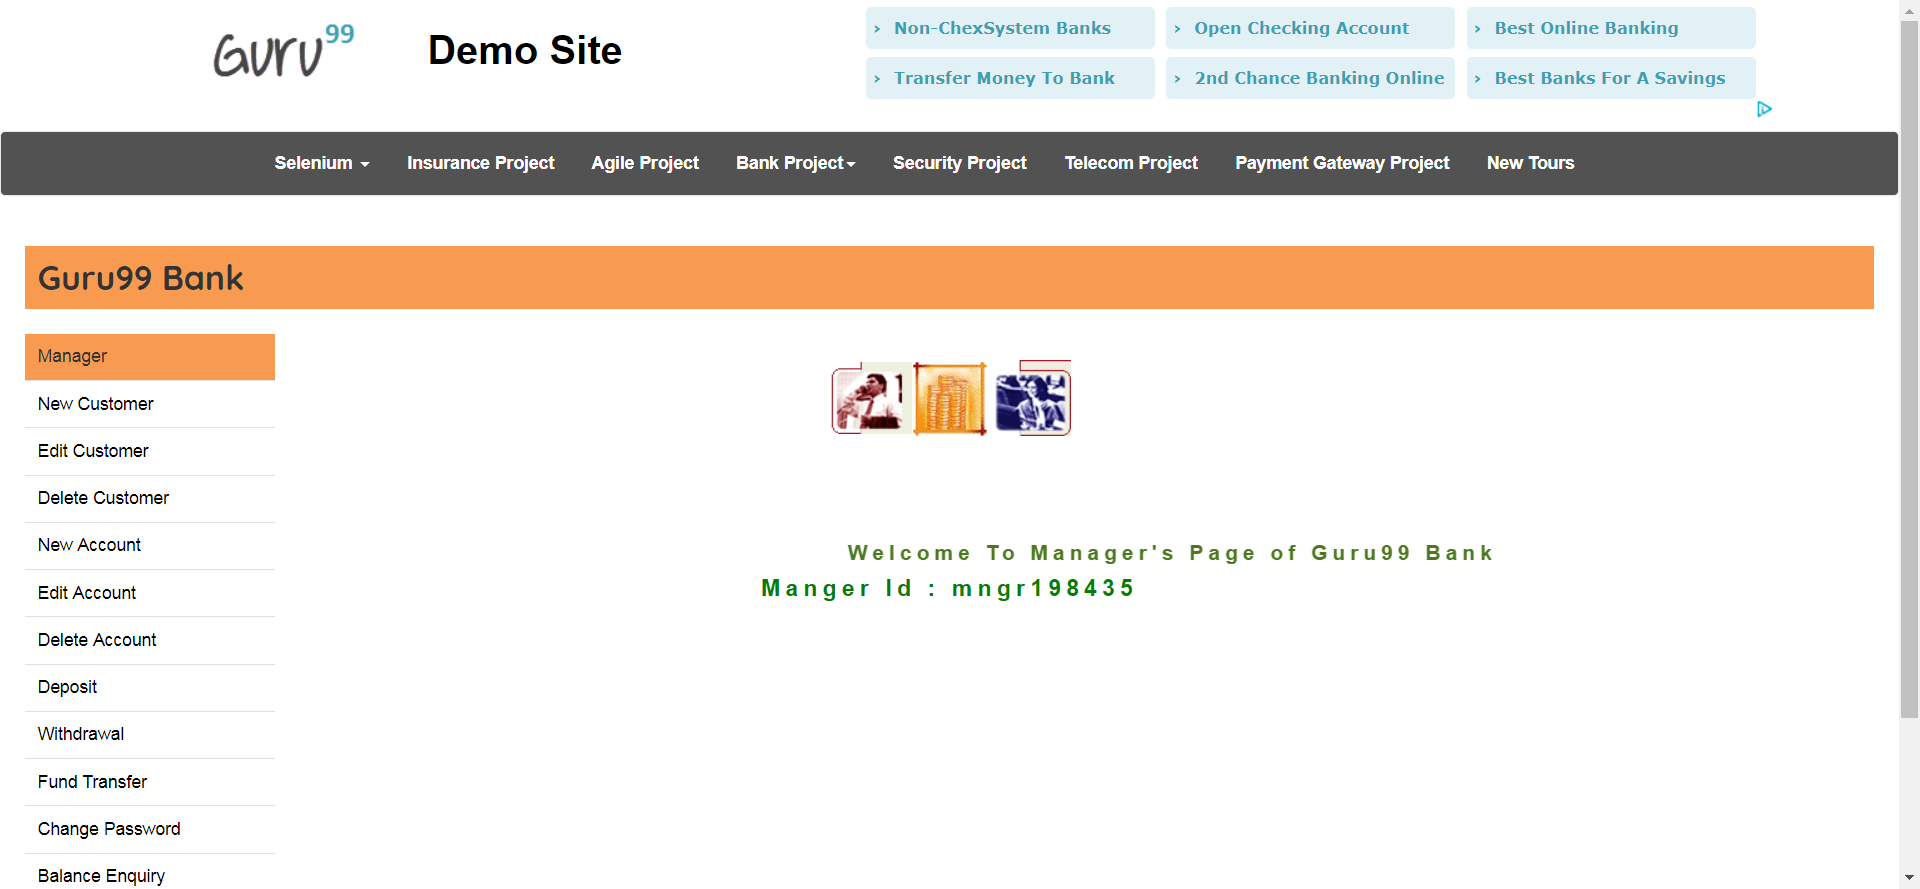 Guru99
Demo Site
› Non-ChexSystem Banks
› Open Checking Account
› Best Online Banking
› Transfer Money To Bank
› 2nd Chance Banking Online
› Best Banks For A Savings
Selenium Insurance Project Agile Project Bank Project Security Project Telecom Project Payment Gateway Project New Tours
Guru99 Bank
Manager
New Customer
Edit Customer
Delete Customer
New Account
Edit Account
Delete Account
Deposit
Withdrawal
Fund Transfer
Change Password
Balance Enquiry
Welcome To Manager's Page of Guru99 Bank
Manger Id : mngr198435